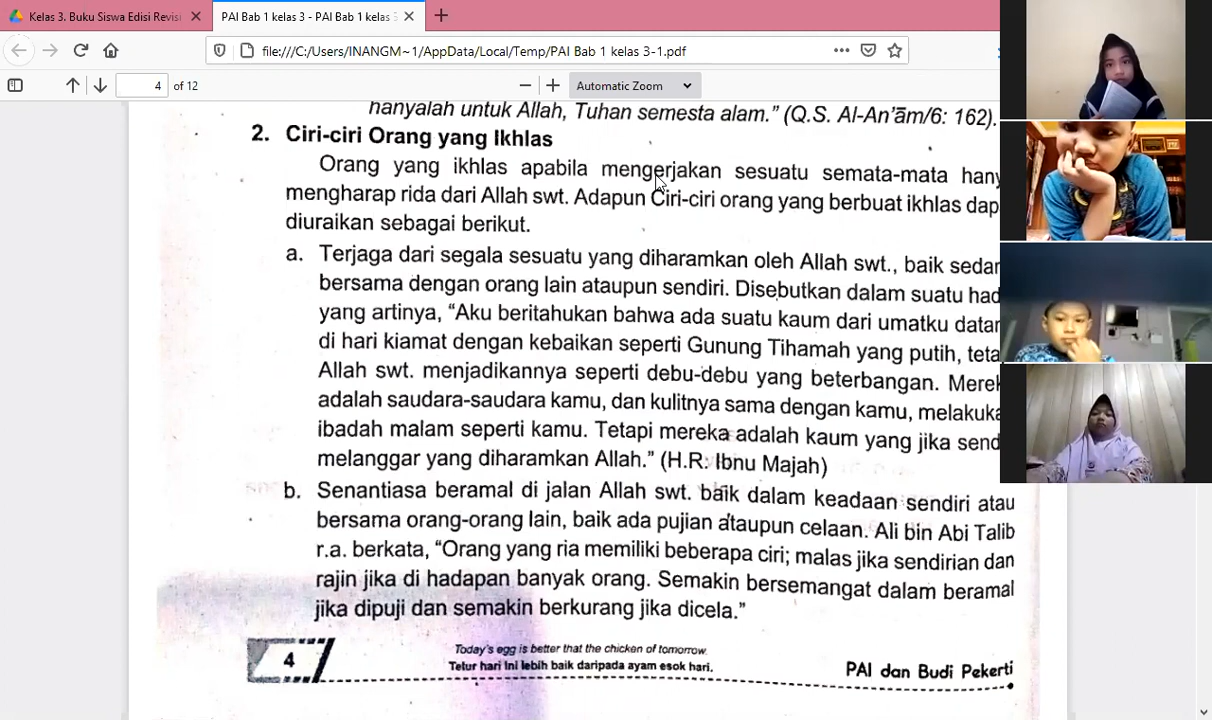 Kelas 3. Buku Siswa Edisi Revisi
PAI Bab 1 kelas 3 - PAI Bab 1 kelas 3
file:///C:/Users/INANGM~1/AppData/Local/Temp/PAI Bab 1 kelas 3-1.pdf
4 of 12
Automatic Zoom
hanyalah untuk Allah, Tuhan semesta alam.” (Q.S. Al-An’ām/6: 162).
2. Ciri-ciri Orang yang Ikhlas
Orang yang ikhlas apabila mengerjakan sesuatu semata-mata hany
mengharap rida dari Allah swt. Adapun Ciri-ciri orang yang berbuat ikhlas dap
diuraikan sebagai berikut.
a. Terjaga dari segala sesuatu yang diharamkan oleh Allah swt., baik sedan
bersama dengan orang lain ataupun sendiri. Disebutkan dalam suatu had
yang artinya, “Aku beritahukan bahwa ada suatu kaum dari umatku datan
di hari kiamat dengan kebaikan seperti Gunung Tihamah yang putih, teta
Allah swt. menjadikannya seperti debu-debu yang beterbangan. Merek
adalah saudara-saudara kamu, dan kulitnya sama dengan kamu, melakuka
ibadah malam seperti kamu. Tetapi mereka adalah kaum yang jika send
melanggar yang diharamkan Allah.” (H.R: Ibnu Majah)
b. Senantiasa beramal di jalan Allah swt. baik dalam keadaan sendiri atau
bersama orang-orang lain, baik ada pujian ataupun celaan. Ali bin Abi Talib
r.a. berkata, “Orang yang ria memiliki beberapa ciri; malas jika sendirian dan
rajin jika di hadapan banyak orang. Semakin bersemangat dalam beramal
jika dipuji dan semakin berkurang jika dicela.”
4
Today’s egg is better that the chicken of tomorrow.
Telur hari ini lebih baik daripada ayam esok hari.
PAI dan Budi Pekerti